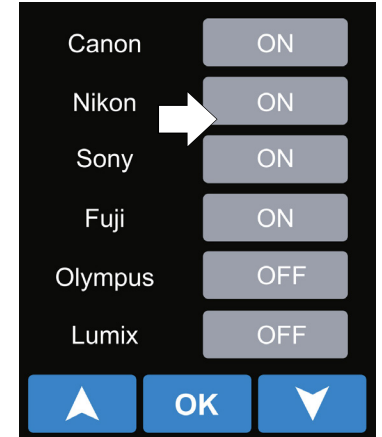 Canon ON
Nikon ON
Sony ON
Fuji ON
Olympus OFF
Lumix OFF
OK